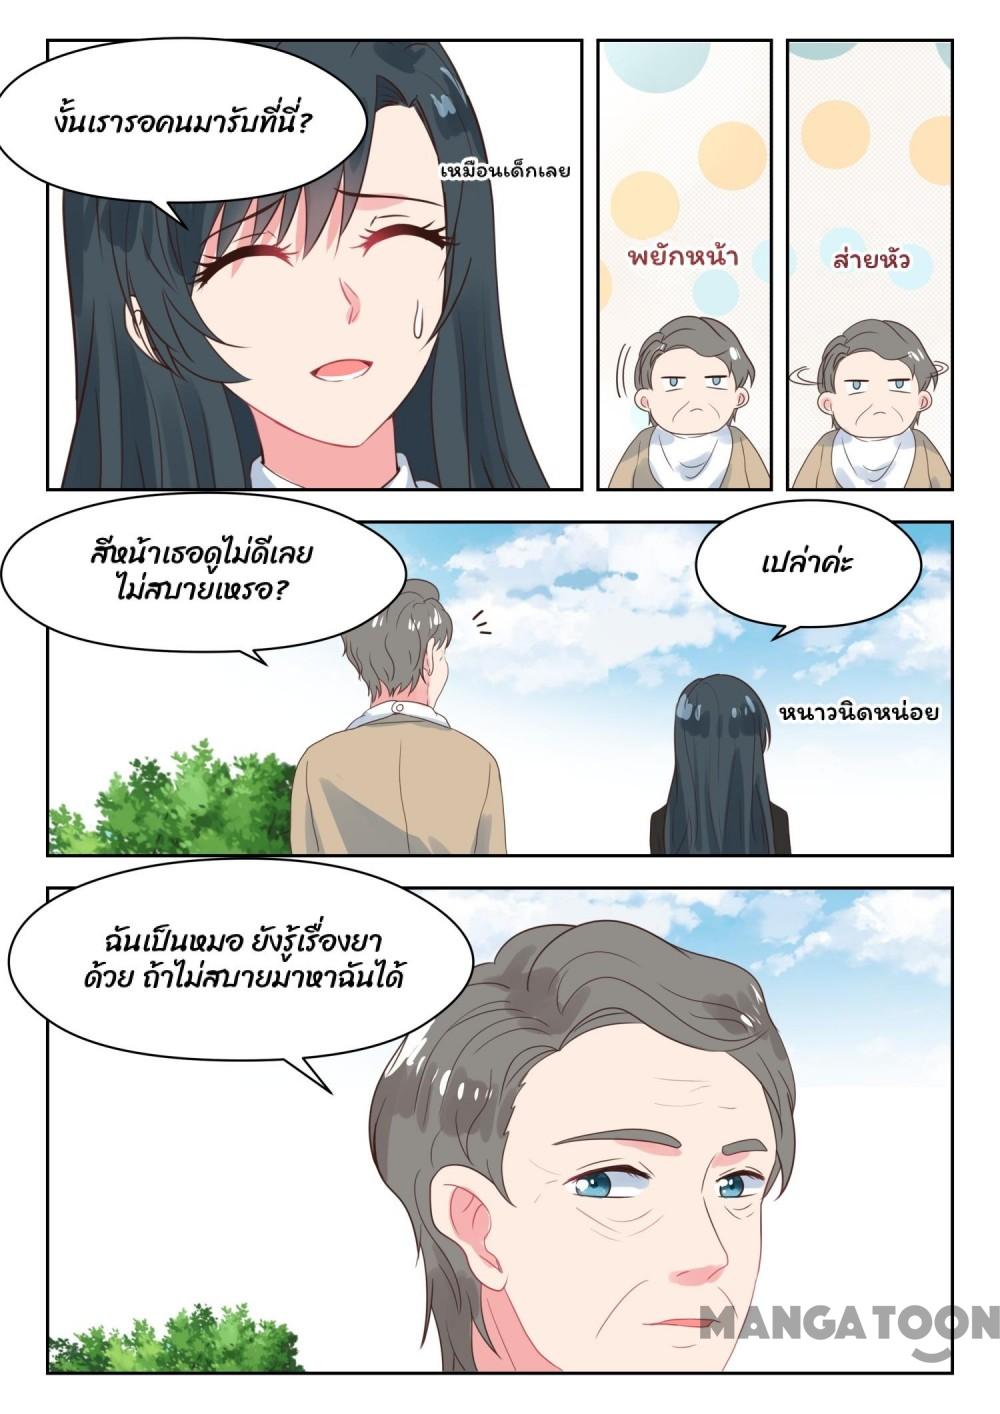 งั้นเรารอคนมารับที่นี่?
เหมือนเด็กเลย
พยักหน้า
ส่ายหัว
สีหน้าเธอดูไม่ดีเลย
ไม่สบายเหรอ?
เปล่าค่ะ
หนาวนิดหน่อย
ฉันเป็นหมอ ยังรู้เรื่องยา
ด้วย ถ้าไม่สบายมาหาฉันได้
MANGATOON